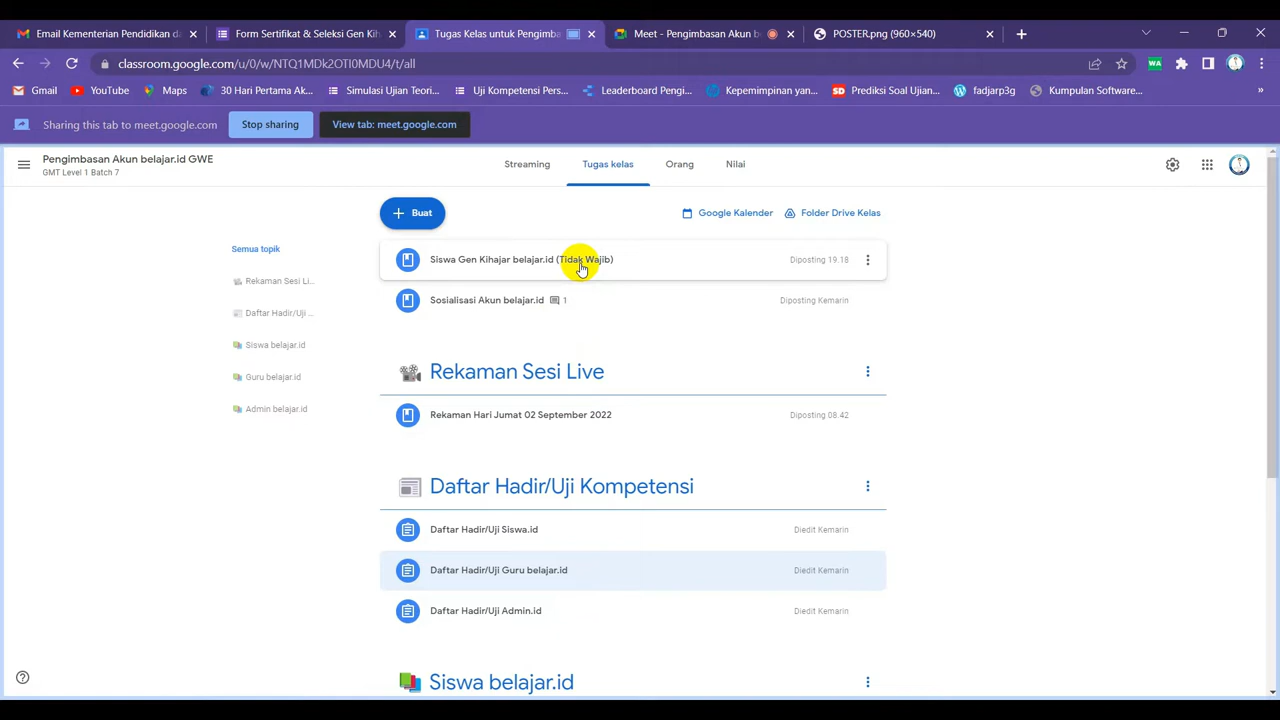 Email Kementerian Pendidikan da
Form Sertifikat & Seleksi Gen Kih
Tugas Kelas untuk Pengimba
Meet - Pengimbasan Akun b
POSTER.png (960×540)
classroom.google.com/u/0/w/NTQ1MDk2OTI0MDU4/t/all
WA
Gmail
YouTube
Maps
30 Hari Pertama Ak...
Simulasi Ujian Teori...
Uji Kompetensi Pers...
Leaderboard Pengi...
Kepemimpinan yan...
SD
Prediksi Soal Ujian...
fadjarp3g
Kumpulan Software...
»
Sharing this tab to meet.google.com
Stop sharing
View tab: meet.google.com
Pengimbasan Akun belajar.id GWE
GMT Level 1 Batch 7
Streaming
Tugas kelas
Orang
Nilai
+ Buat
Google Kalender
Folder Drive Kelas
Semua topik
Rekaman Sesi Li...
Daftar Hadir/Uji ...
Siswa belajar.id
Guru belajar.id
Admin belajar.id
Siswa Gen Kihajar belajar.id (Tidak Wajib)
Diposting 19.18
Sosialisasi Akun belajar.id
1
Diposting Kemarin
Rekaman Sesi Live
Rekaman Hari Jumat 02 September 2022
Diposting 08.42
Daftar Hadir/Uji Kompetensi
Daftar Hadir/Uji Siswa.id
Diedit Kemarin
Daftar Hadir/Uji Guru belajar.id
Diedit Kemarin
Daftar Hadir/Uji Admin.id
Diedit Kemarin
Siswa belajar.id